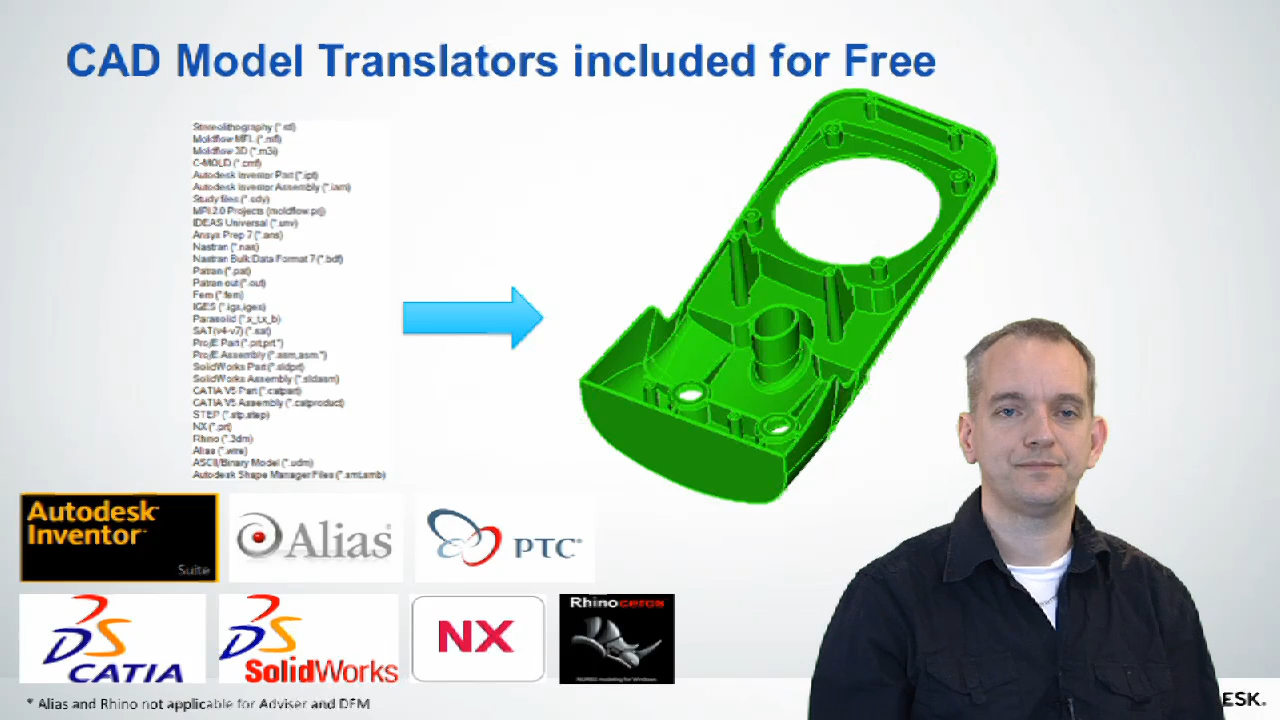 CAD Model Translators included for Free
Stereolithography (*.stl)
Moldflow MFL (*.mfl)
Moldflow 3D (*.m3i)
C-MOLD (*.cmf)
Autodesk Inventor Part (*.ipt)
Autodesk Inventor Assembly (*.iam)
Study files (*.sdy)
MPI 2.0 Projects (moldflow.prj)
IDEAS Universal (*.unv)
Ansys Prep 7 (*.ans)
Nastran (*.nas)
Nastran Bulk Data Format 7 (*.bdf)
Patran (*.pat)
Patran out (*.out)
Fem (*.fem)
IGES (*.igs,iges)
Parasolid (*.x_t,x_b)
SAT(v4-v7) (*.sat)
Pro/E Part (*.prt,prt*)
Pro/E Assembly (*.asm,asm*)
SolidWorks Part (*.sldprt)
SolidWorks Assembly (*.sldasm)
CATIA V5 Part (*.catpart)
CATIA V5 Assembly (*.catproduct)
STEP (*.stp,step)
NX (*.prt)
Rhino (*.3dm)
Alias (*.wire)
ASCII/Binary Model (*.udm)
Autodesk Shape Manager Files (*.smt,smb)
Autodesk
Inventor
Suite
Alias
PTC
CATIA
SolidWorks
NX
Rhinoceros
NURBS modeling for Windows
* Alias and Rhino not applicable for Adviser and DFM
ESK.